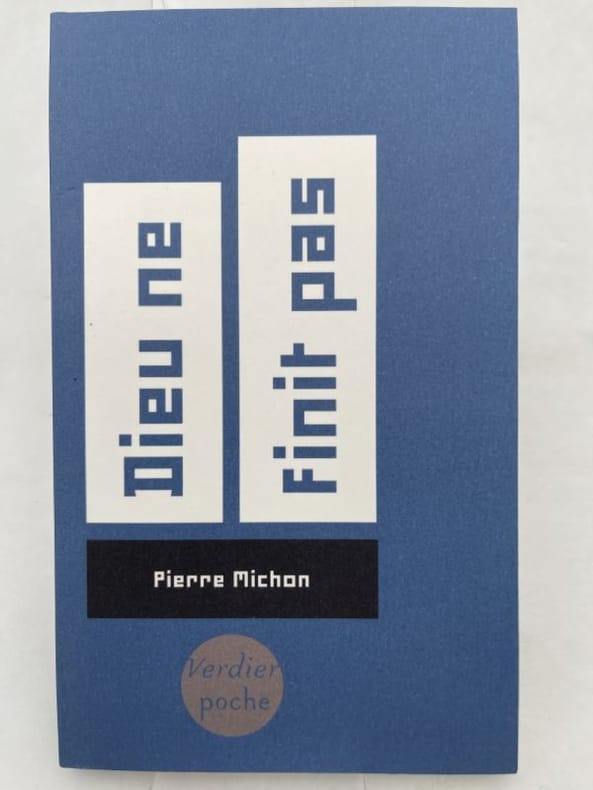 Dieu ne
finit pas
Pierre Michon
Verdier
poche